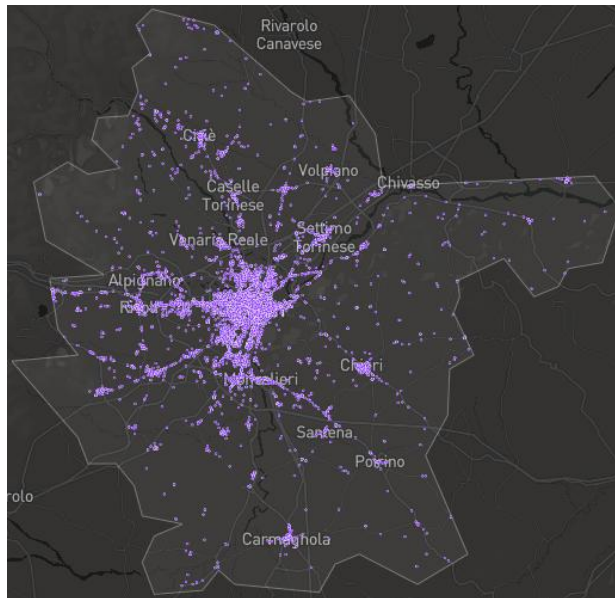 Rivarolo
Canavese
Ciriè
Volpiano
Caselle
Torinese
Chivasso
Venaria Reale
Settimo
Torinese
Alpignano
Rivoli
Chieri
Moncalieri
Santena
Poirino
rolo
Carmagnola